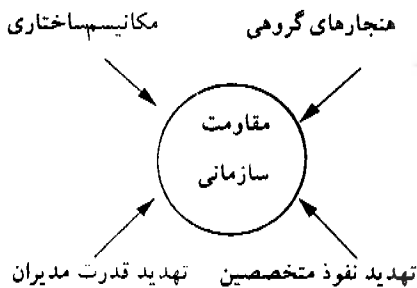 هنجارهای گروهی
مکانیسم‌ساختاری
مقاومت
سازمانی
تهدید نفوذ متخصصین
تهدید قدرت مدیران